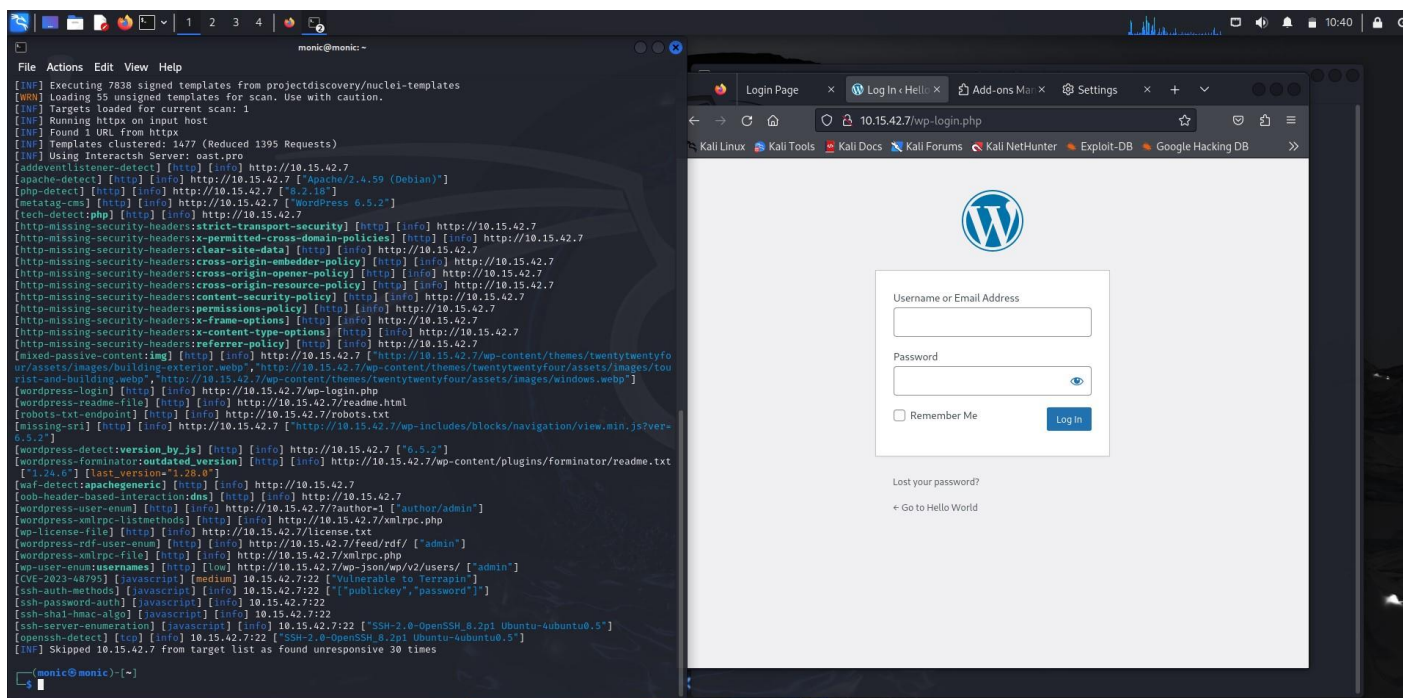 1 2 3 4
10:40
monic@monic: ~
File Actions Edit View Help
[INF] Executing 7838 signed templates from projectdiscovery/nuclei-templates
[WRN] Loading 55 unsigned templates for scan. Use with caution.
[INF] Targets loaded for current scan: 1
[INF] Running httpx on input host
[INF] Found 1 URL from httpx
[INF] Templates clustered: 1477 (Reduced 1395 Requests)
[INF] Using Interactsh Server: oast.pro
[addeventlistener-detect] [http] [info] http://10.15.42.7
[apache-detect] [http] [info] http://10.15.42.7 ["Apache/2.4.59 (Debian)"]
[php-detect] [http] [info] http://10.15.42.7 ["8.2.18"]
[metatag-cms] [http] [info] http://10.15.42.7 ["WordPress 6.5.2"]
[tech-detect:php] [http] [info] http://10.15.42.7
[http-missing-security-headers:strict-transport-security] [http] [info] http://10.15.42.7
[http-missing-security-headers:x-permitted-cross-domain-policies] [http] [info] http://10.15.42.7
[http-missing-security-headers:clear-site-data] [http] [info] http://10.15.42.7
[http-missing-security-headers:cross-origin-embedder-policy] [http] [info] http://10.15.42.7
[http-missing-security-headers:cross-origin-opener-policy] [http] [info] http://10.15.42.7
[http-missing-security-headers:cross-origin-resource-policy] [http] [info] http://10.15.42.7
[http-missing-security-headers:content-security-policy] [http] [info] http://10.15.42.7
[http-missing-security-headers:permissions-policy] [http] [info] http://10.15.42.7
[http-missing-security-headers:x-frame-options] [http] [info] http://10.15.42.7
[http-missing-security-headers:x-content-type-options] [http] [info] http://10.15.42.7
[http-missing-security-headers:referrer-policy] [http] [info] http://10.15.42.7
[mixed-passive-content:img] [http] [info] http://10.15.42.7 ["http://10.15.42.7/wp-content/themes/twentytwentyfo
ur/assets/images/building-exterior.webp","http://10.15.42.7/wp-content/themes/twentytwentyfour/assets/images/tou
rist-and-building.webp","http://10.15.42.7/wp-content/themes/twentytwentyfour/assets/images/windows.webp"]
[wordpress-login] [http] [info] http://10.15.42.7/wp-login.php
[wordpress-readme-file] [http] [info] http://10.15.42.7/readme.html
[robots-txt-endpoint] [http] [info] http://10.15.42.7/robots.txt
[missing-sri] [http] [info] http://10.15.42.7 ["http://10.15.42.7/wp-includes/blocks/navigation/view.min.js?ver=
6.5.2"]
[wordpress-detect:version_by_js] [http] [info] http://10.15.42.7 ["6.5.2"]
[wordpress-forminator:outdated_version] [http] [info] http://10.15.42.7/wp-content/plugins/forminator/readme.txt
["1.24.6"] [last_version="1.28.0"]
[waf-detect:apachegeneric] [http] [info] http://10.15.42.7
[oob-header-based-interaction:dns] [http] [info] http://10.15.42.7
[wordpress-user-enum] [http] [info] http://10.15.42.7/?author=1 ["author/admin"]
[wordpress-xmlrpc-listmethods] [http] [info] http://10.15.42.7/xmlrpc.php
[wp-license-file] [http] [info] http://10.15.42.7/license.txt
[wordpress-rdf-user-enum] [http] [info] http://10.15.42.7/feed/rdf/ ["admin"]
[wordpress-xmlrpc-file] [http] [info] http://10.15.42.7/xmlrpc.php
[wp-user-enum:usernames] [http] [low] http://10.15.42.7/wp-json/wp/v2/users/ ["admin"]
[CVE-2023-48795] [javascript] [medium] 10.15.42.7:22 ["Vulnerable to Terrapin"]
[ssh-auth-methods] [javascript] [info] 10.15.42.7:22 ["["publickey","password"]"]
[ssh-password-auth] [javascript] [info] 10.15.42.7:22
[ssh-sha1-hmac-algo] [javascript] [info] 10.15.42.7:22
[ssh-server-enumeration] [javascript] [info] 10.15.42.7:22 ["SSH-2.0-OpenSSH_8.2p1 Ubuntu-4ubuntu0.5"]
[openssh-detect] [tcp] [info] 10.15.42.7:22 ["SSH-2.0-OpenSSH_8.2p1 Ubuntu-4ubuntu0.5"]
[INF] Skipped 10.15.42.7 from target list as found unresponsive 30 times
(monic㉿monic)-[~]
$
Login Page
Log In ‹ Hello
Add-ons Man
Settings
10.15.42.7/wp-login.php
Kali Linux Kali Tools Kali Docs Kali Forums Kali NetHunter Exploit-DB Google Hacking DB
Username or Email Address
Password
Remember Me
Log In
Lost your password?
← Go to Hello World